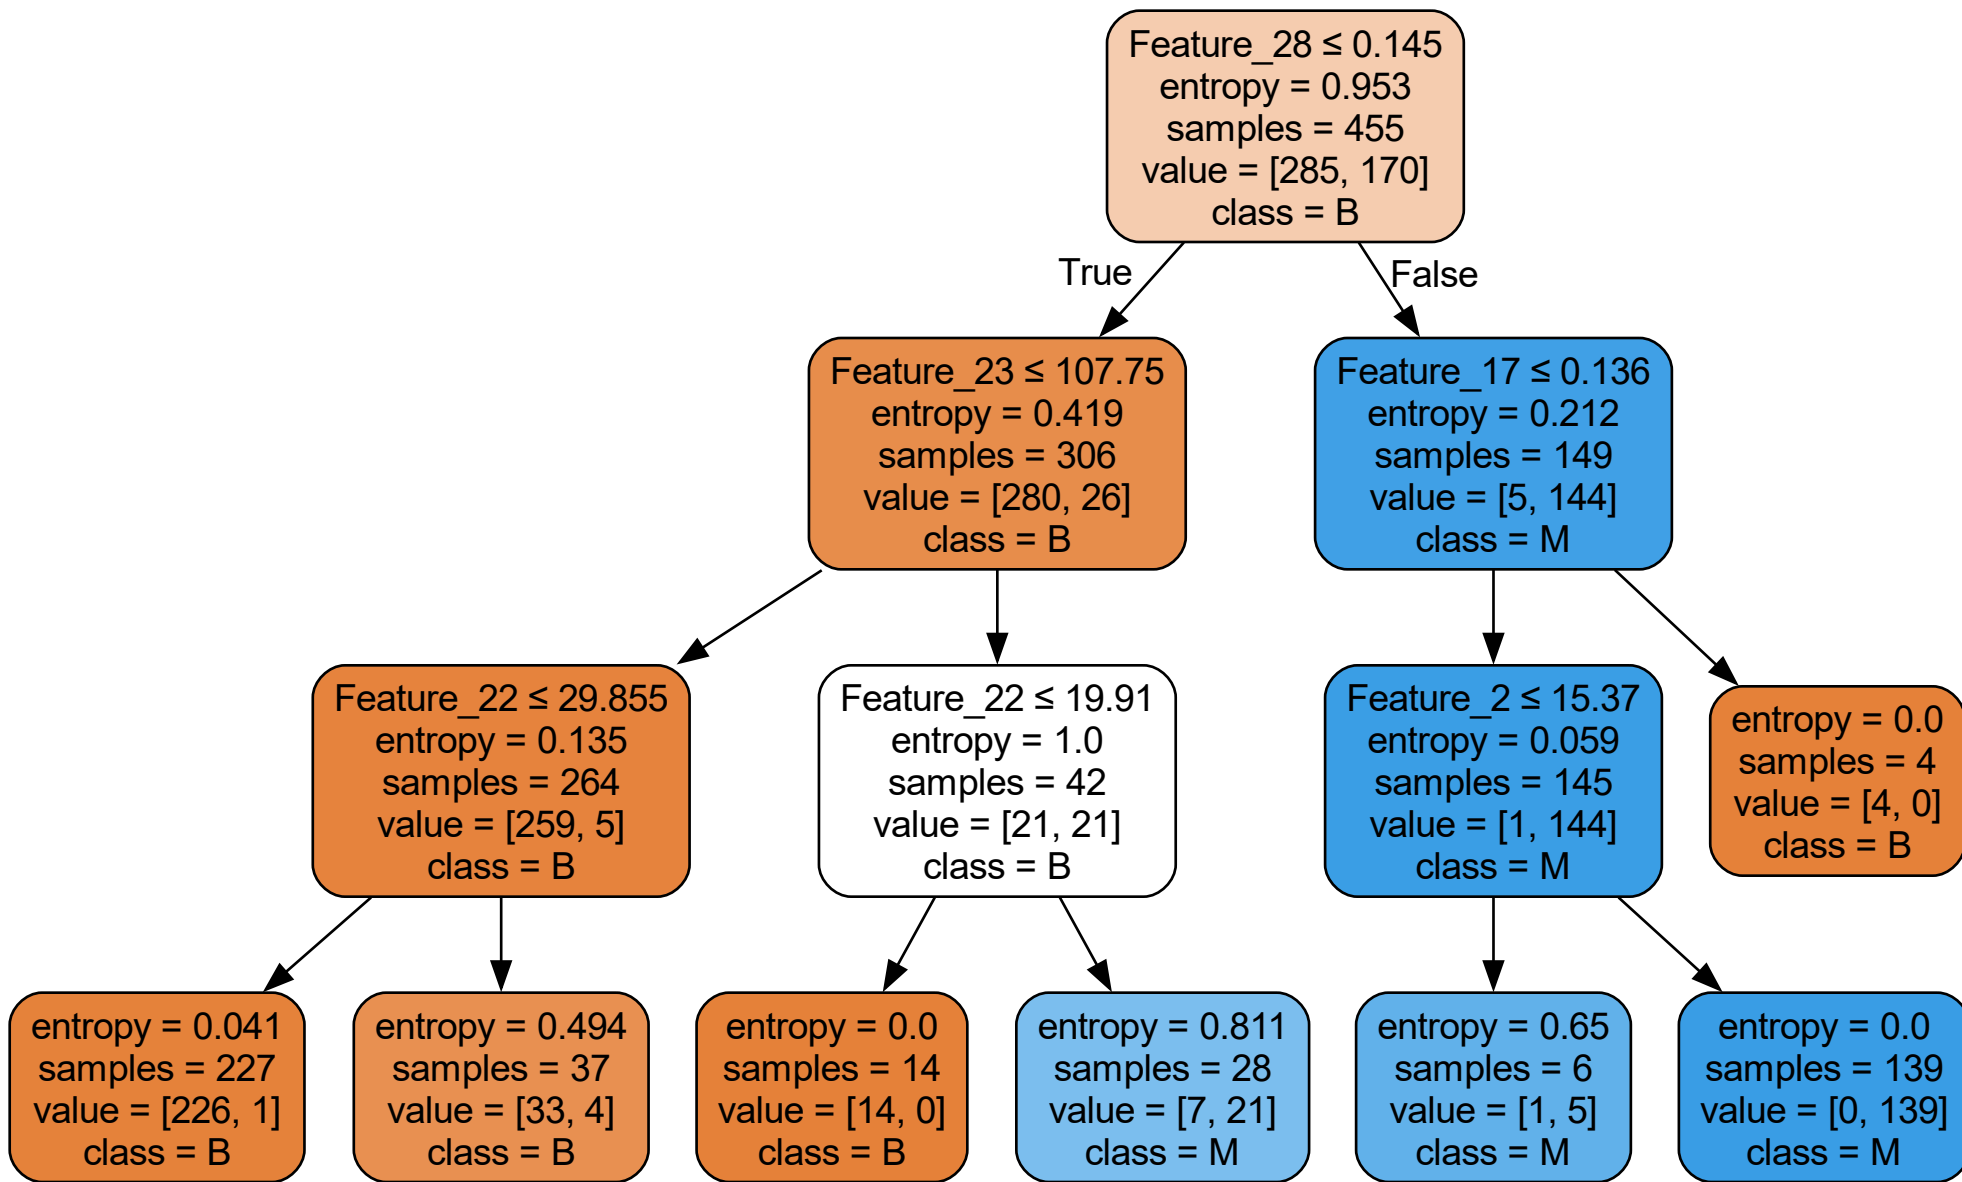 Feature_28 ≤ 0.145
entropy = 0.953
samples = 455
value = [285, 170]
class = B
True
False
Feature_23 ≤ 107.75
entropy = 0.419
samples = 306
value = [280, 26]
class = B
Feature_17 ≤ 0.136
entropy = 0.212
samples = 149
value = [5, 144]
class = M
Feature_22 ≤ 29.855
entropy = 0.135
samples = 264
value = [259, 5]
class = B
Feature_22 ≤ 19.91
entropy = 1.0
samples = 42
value = [21, 21]
class = B
Feature_2 ≤ 15.37
entropy = 0.059
samples = 145
value = [1, 144]
class = M
entropy = 0.0
samples = 4
value = [4, 0]
class = B
entropy = 0.041
samples = 227
value = [226, 1]
class = B
entropy = 0.494
samples = 37
value = [33, 4]
class = B
entropy = 0.0
samples = 14
value = [14, 0]
class = B
entropy = 0.811
samples = 28
value = [7, 21]
class = M
entropy = 0.65
samples = 6
value = [1, 5]
class = M
entropy = 0.0
samples = 139
value = [0, 139]
class = M